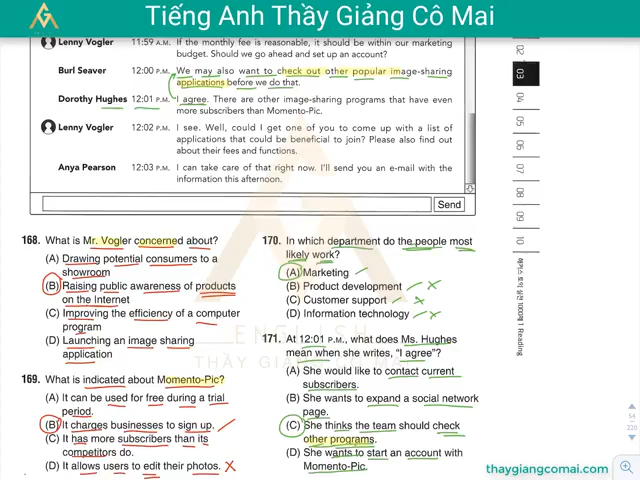 Tiếng Anh Thầy Giảng Cô Mai
Lenny Vogler 11:59 A.M. If the monthly fee is reasonable, it should be within our marketing
budget. Should we go ahead and set up an account?
Burl Seaver 12:00 P.M. We may also want to check out other popular image-sharing
applications before we do that.
Dorothy Hughes 12:01 P.M. I agree. There are other image-sharing programs that have even
more subscribers than Momento-Pic.
Lenny Vogler 12:02 P.M. I see. Well, could I get one of you to come up with a list of
applications that could be beneficial to join? Please also find out
about their fees and functions.
Anya Pearson 12:03 P.M. I can take care of that right now. I'll send you an e-mail with the
information this afternoon.
Send
168. What is Mr. Vogler concerned about?
(A) Drawing potential consumers to a
showroom
(B) Raising public awareness of products
on the Internet
(C) Improving the efficiency of a computer
program
(D) Launching an image sharing
application
169. What is indicated about Momento-Pic?
(A) It can be used for free during a trial
period.
(B) It charges businesses to sign up.
(C) It has more subscribers than its
competitors do.
(D) It allows users to edit their photos.
170. In which department do the people most
likely work?
(A) Marketing
(B) Product development
(C) Customer support
(D) Information technology
171. At 12:01 P.M., what does Ms. Hughes
mean when she writes, "I agree"?
(A) She would like to contact current
subscribers.
(B) She wants to expand a social network
page.
(C) She thinks the team should check
other programs.
(D) She wants to start an account with
Momento-Pic.
02
03
04
05
06
07
08
09
10
1 Reading
54
220
ENGLISH
THẦY GIẢNG CÔ MAI
thaygiangcomai.com